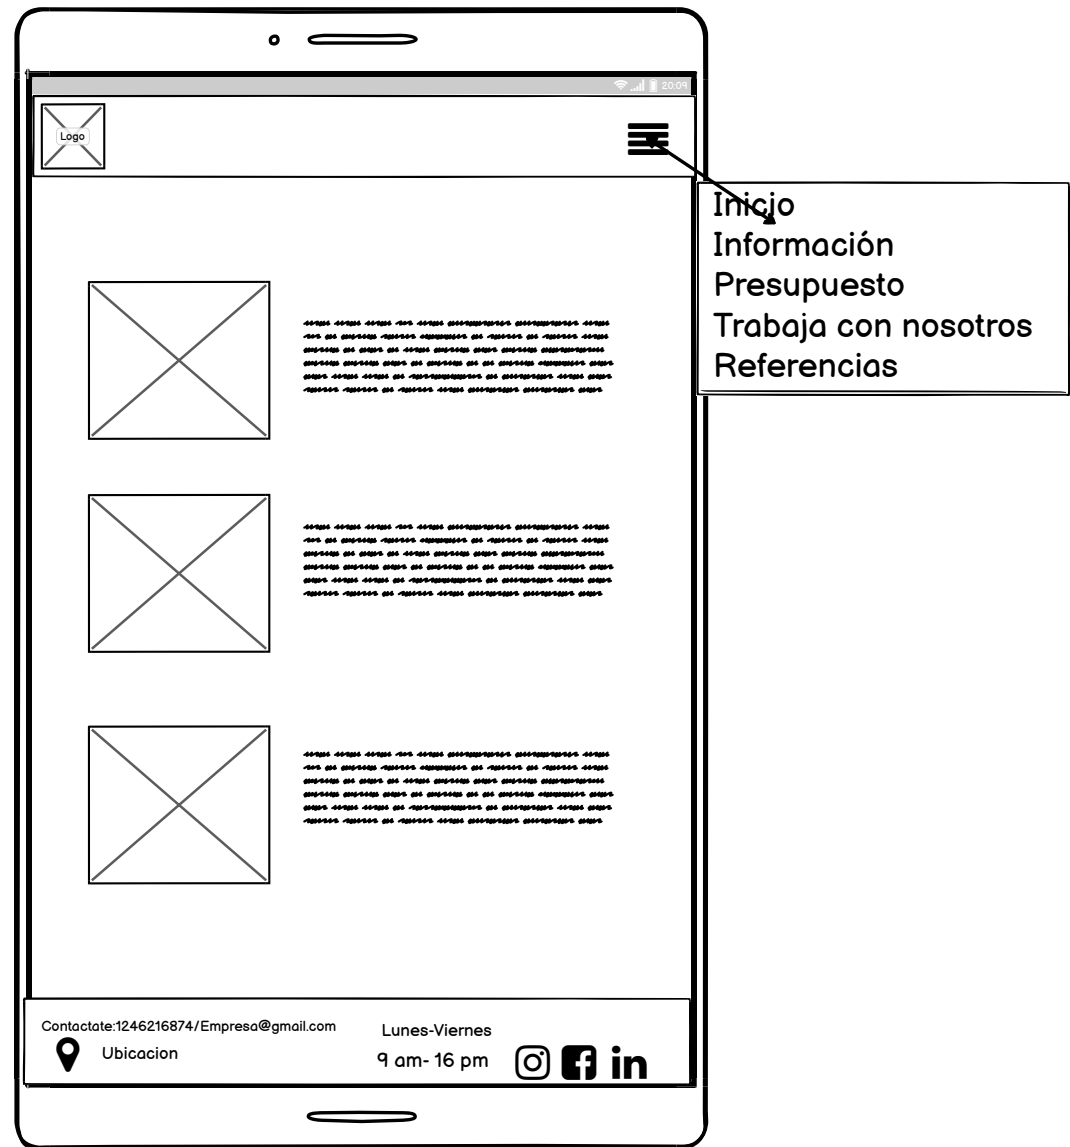 20:09
Logo
Inicio
Información
Presupuesto
Trabaja con nosotros
Referencias
Contactate:1246216874/Empresa@gmail.com
Ubicacion
Lunes-Viernes
9 am- 16 pm